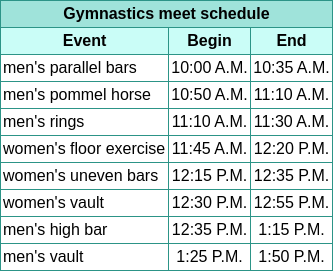 Gymnastics meet schedule
Event Begin End
men's parallel bars 10:00 A.M. 10:35 A.M.
men's pommel horse 10:50 A.M. 11:10 A.M.
men's rings 11:10 A.M. 11:30 A.M.
women's floor exercise 11:45 A.M. 12:20 P.M.
women's uneven bars 12:15 P.M. 12:35 P.M.
women's vault 12:30 P.M. 12:55 P.M.
men's high bar 12:35 P.M. 1:15 P.M.
men's vault 1:25 P.M. 1:50 P.M.